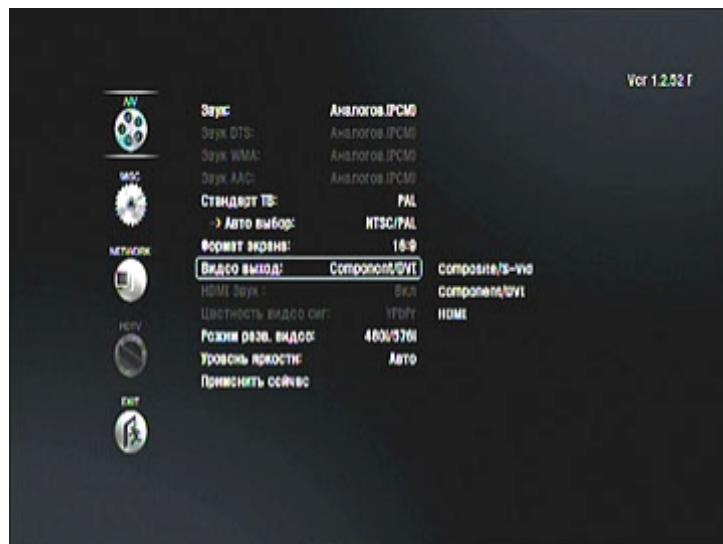 Ver 1.2.52 F
A/V
MISC
NETWORK
HDTV
EXIT
Звук: Аналогов.(PCM)
Звук DTS: Аналогов.(PCM)
Звук WMA: Аналогов.(PCM)
Звук AAC: Аналогов.(PCM)
Стандарт ТВ: PAL
-> Авто выбор: NTSC/PAL
Формат экрана: 16:9
Видео выход: Component/DVI
HDMI Звук : Вкл
Цветность видео сиг: YPbPr
Режим разв. видео: 480i/576i
Уровень яркости: Авто
Применить сейчас
Composite/S-Vid
Component/DVI
HDMI